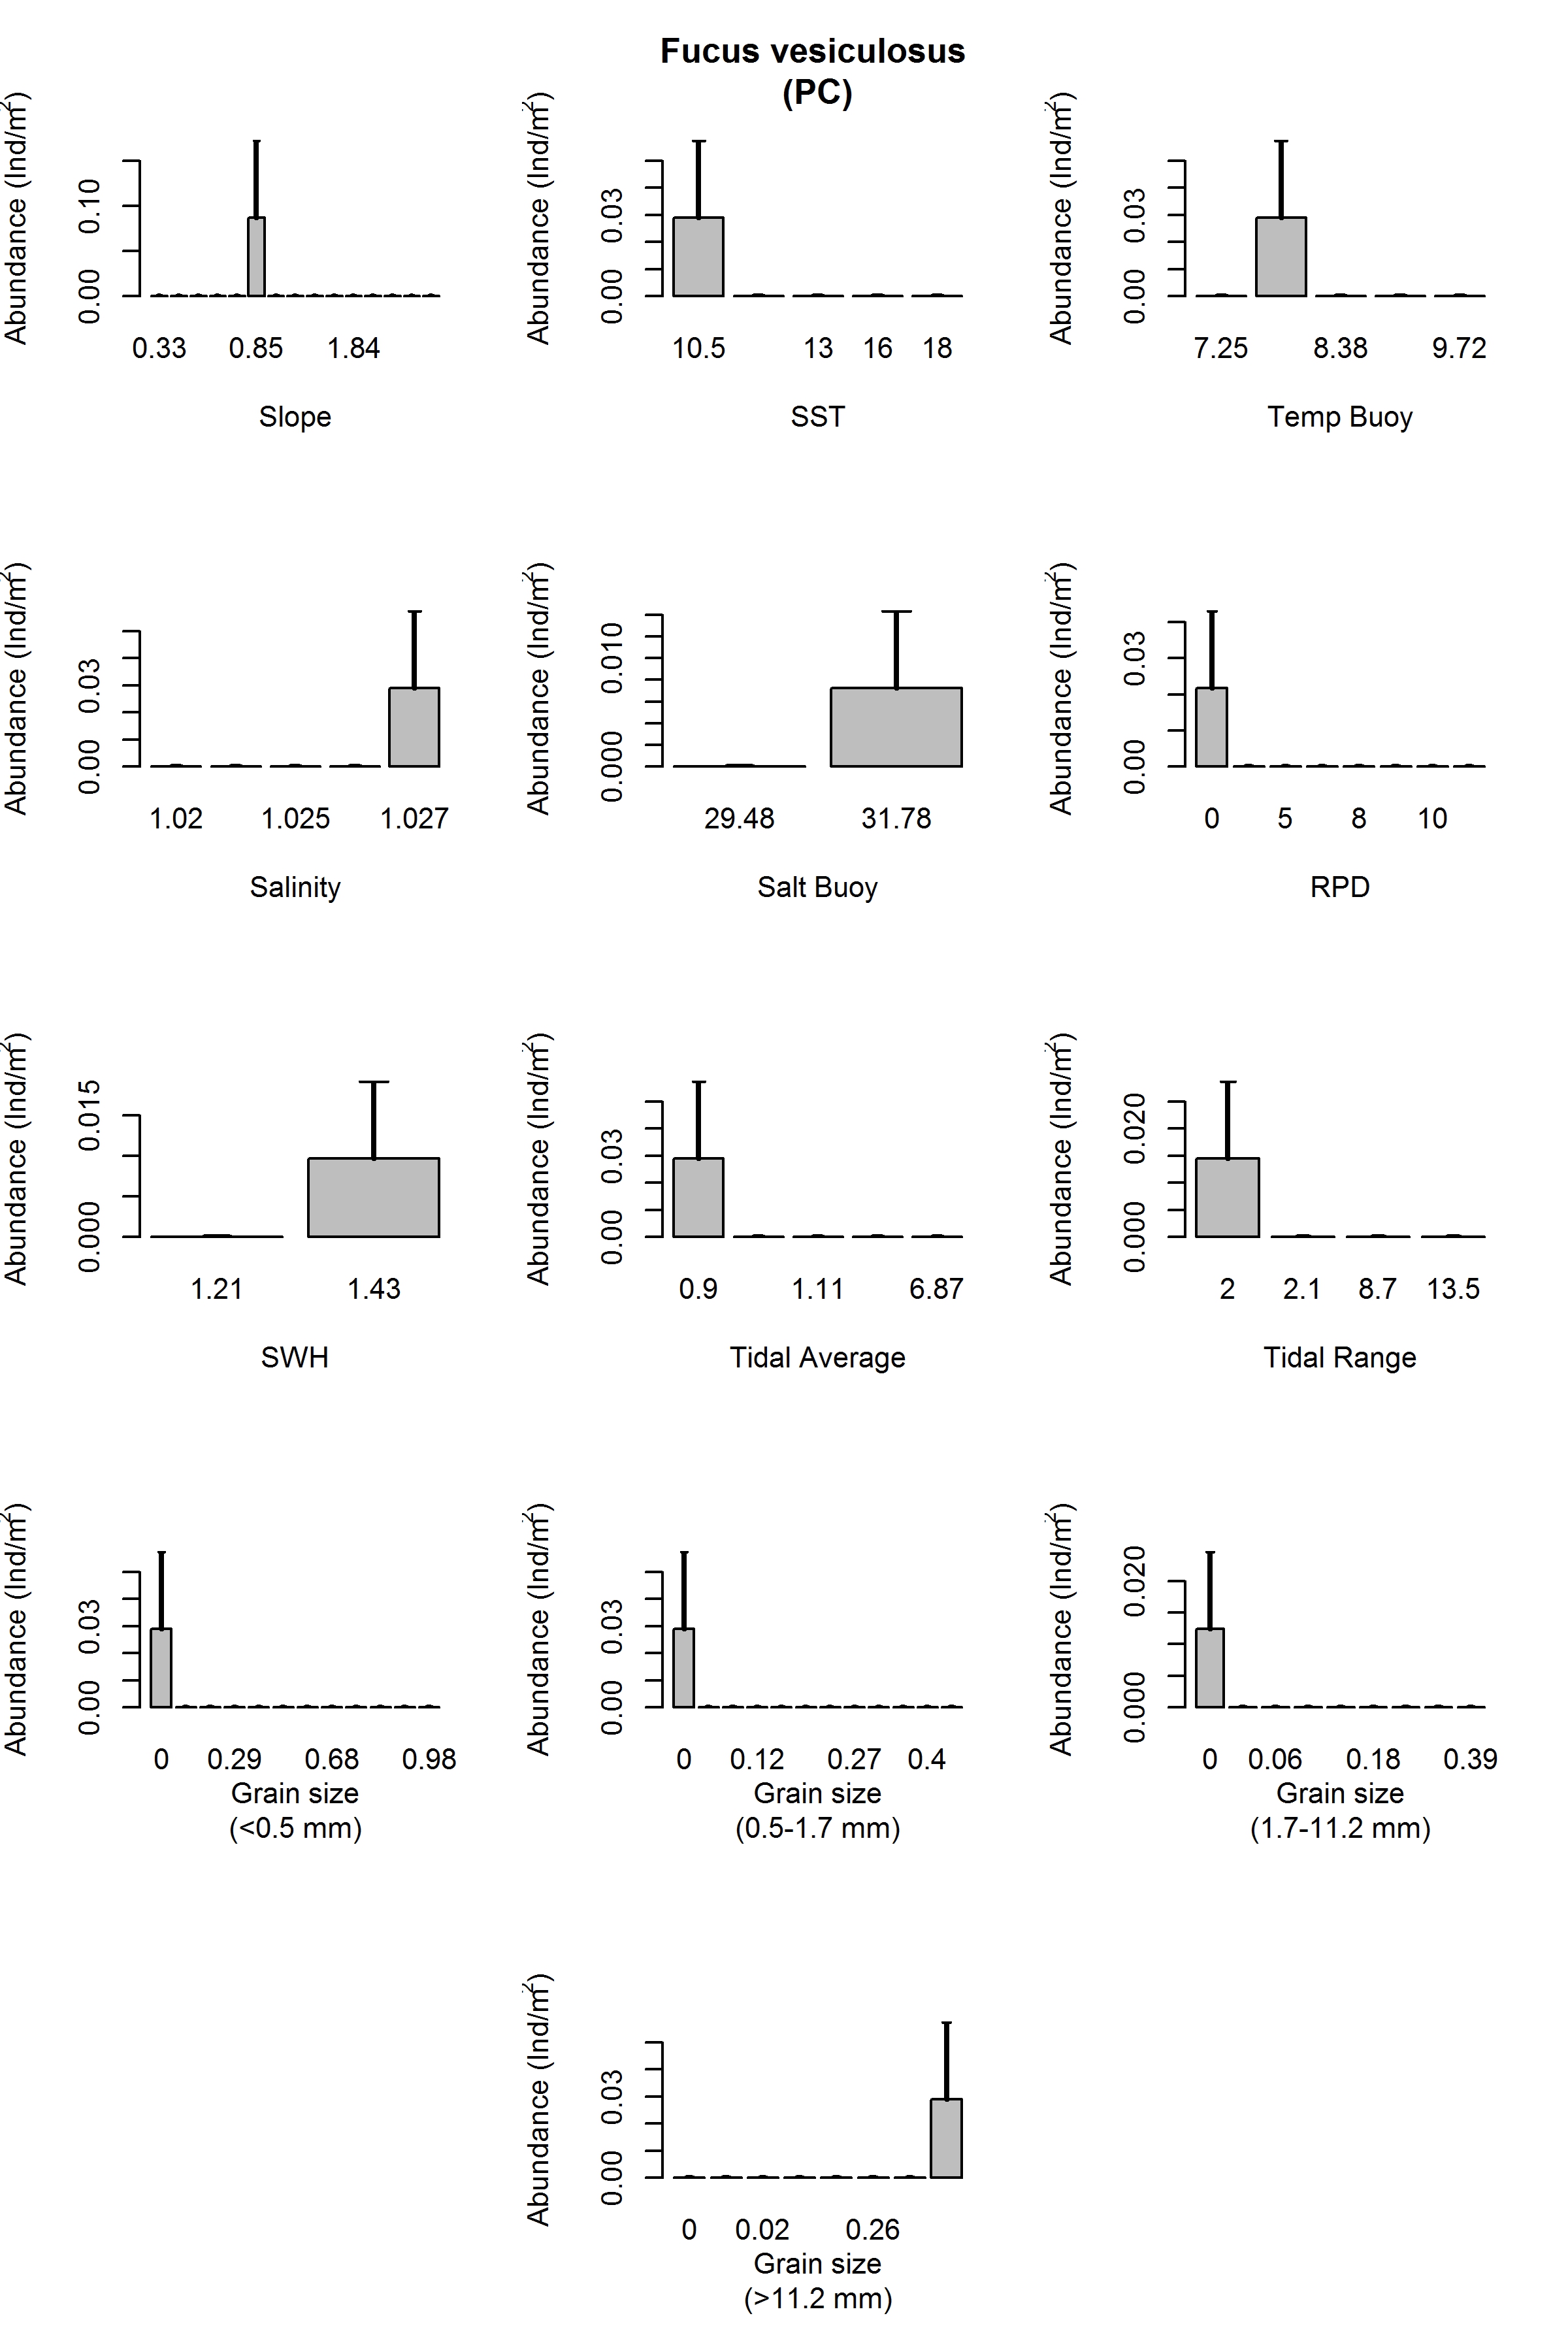 Fucus vesiculosus
(PC)
Abundance (Ind/m²)
0.00 0.10
0.33 0.85 1.84
Slope
Abundance (Ind/m²)
0.00 0.03
10.5 13 16 18
SST
Abundance (Ind/m²)
0.00 0.03
7.25 8.38 9.72
Temp Buoy
Abundance (Ind/m²)
0.00 0.03
1.02 1.025 1.027
Salinity
Abundance (Ind/m²)
0.000 0.010
29.48 31.78
Salt Buoy
Abundance (Ind/m²)
0.00 0.03
0 5 8 10
RPD
Abundance (Ind/m²)
0.000 0.015
1.21 1.43
SWH
Abundance (Ind/m²)
0.00 0.03
0.9 1.11 6.87
Tidal Average
Abundance (Ind/m²)
0.000 0.020
2 2.1 8.7 13.5
Tidal Range
Abundance (Ind/m²)
0.00 0.03
0 0.29 0.68 0.98
Grain size
(<0.5 mm)
Abundance (Ind/m²)
0.00 0.03
0 0.12 0.27 0.4
Grain size
(0.5-1.7 mm)
Abundance (Ind/m²)
0.000 0.020
0 0.06 0.18 0.39
Grain size
(1.7-11.2 mm)
Abundance (Ind/m²)
0.00 0.03
0 0.02 0.26
Grain size
(>11.2 mm)